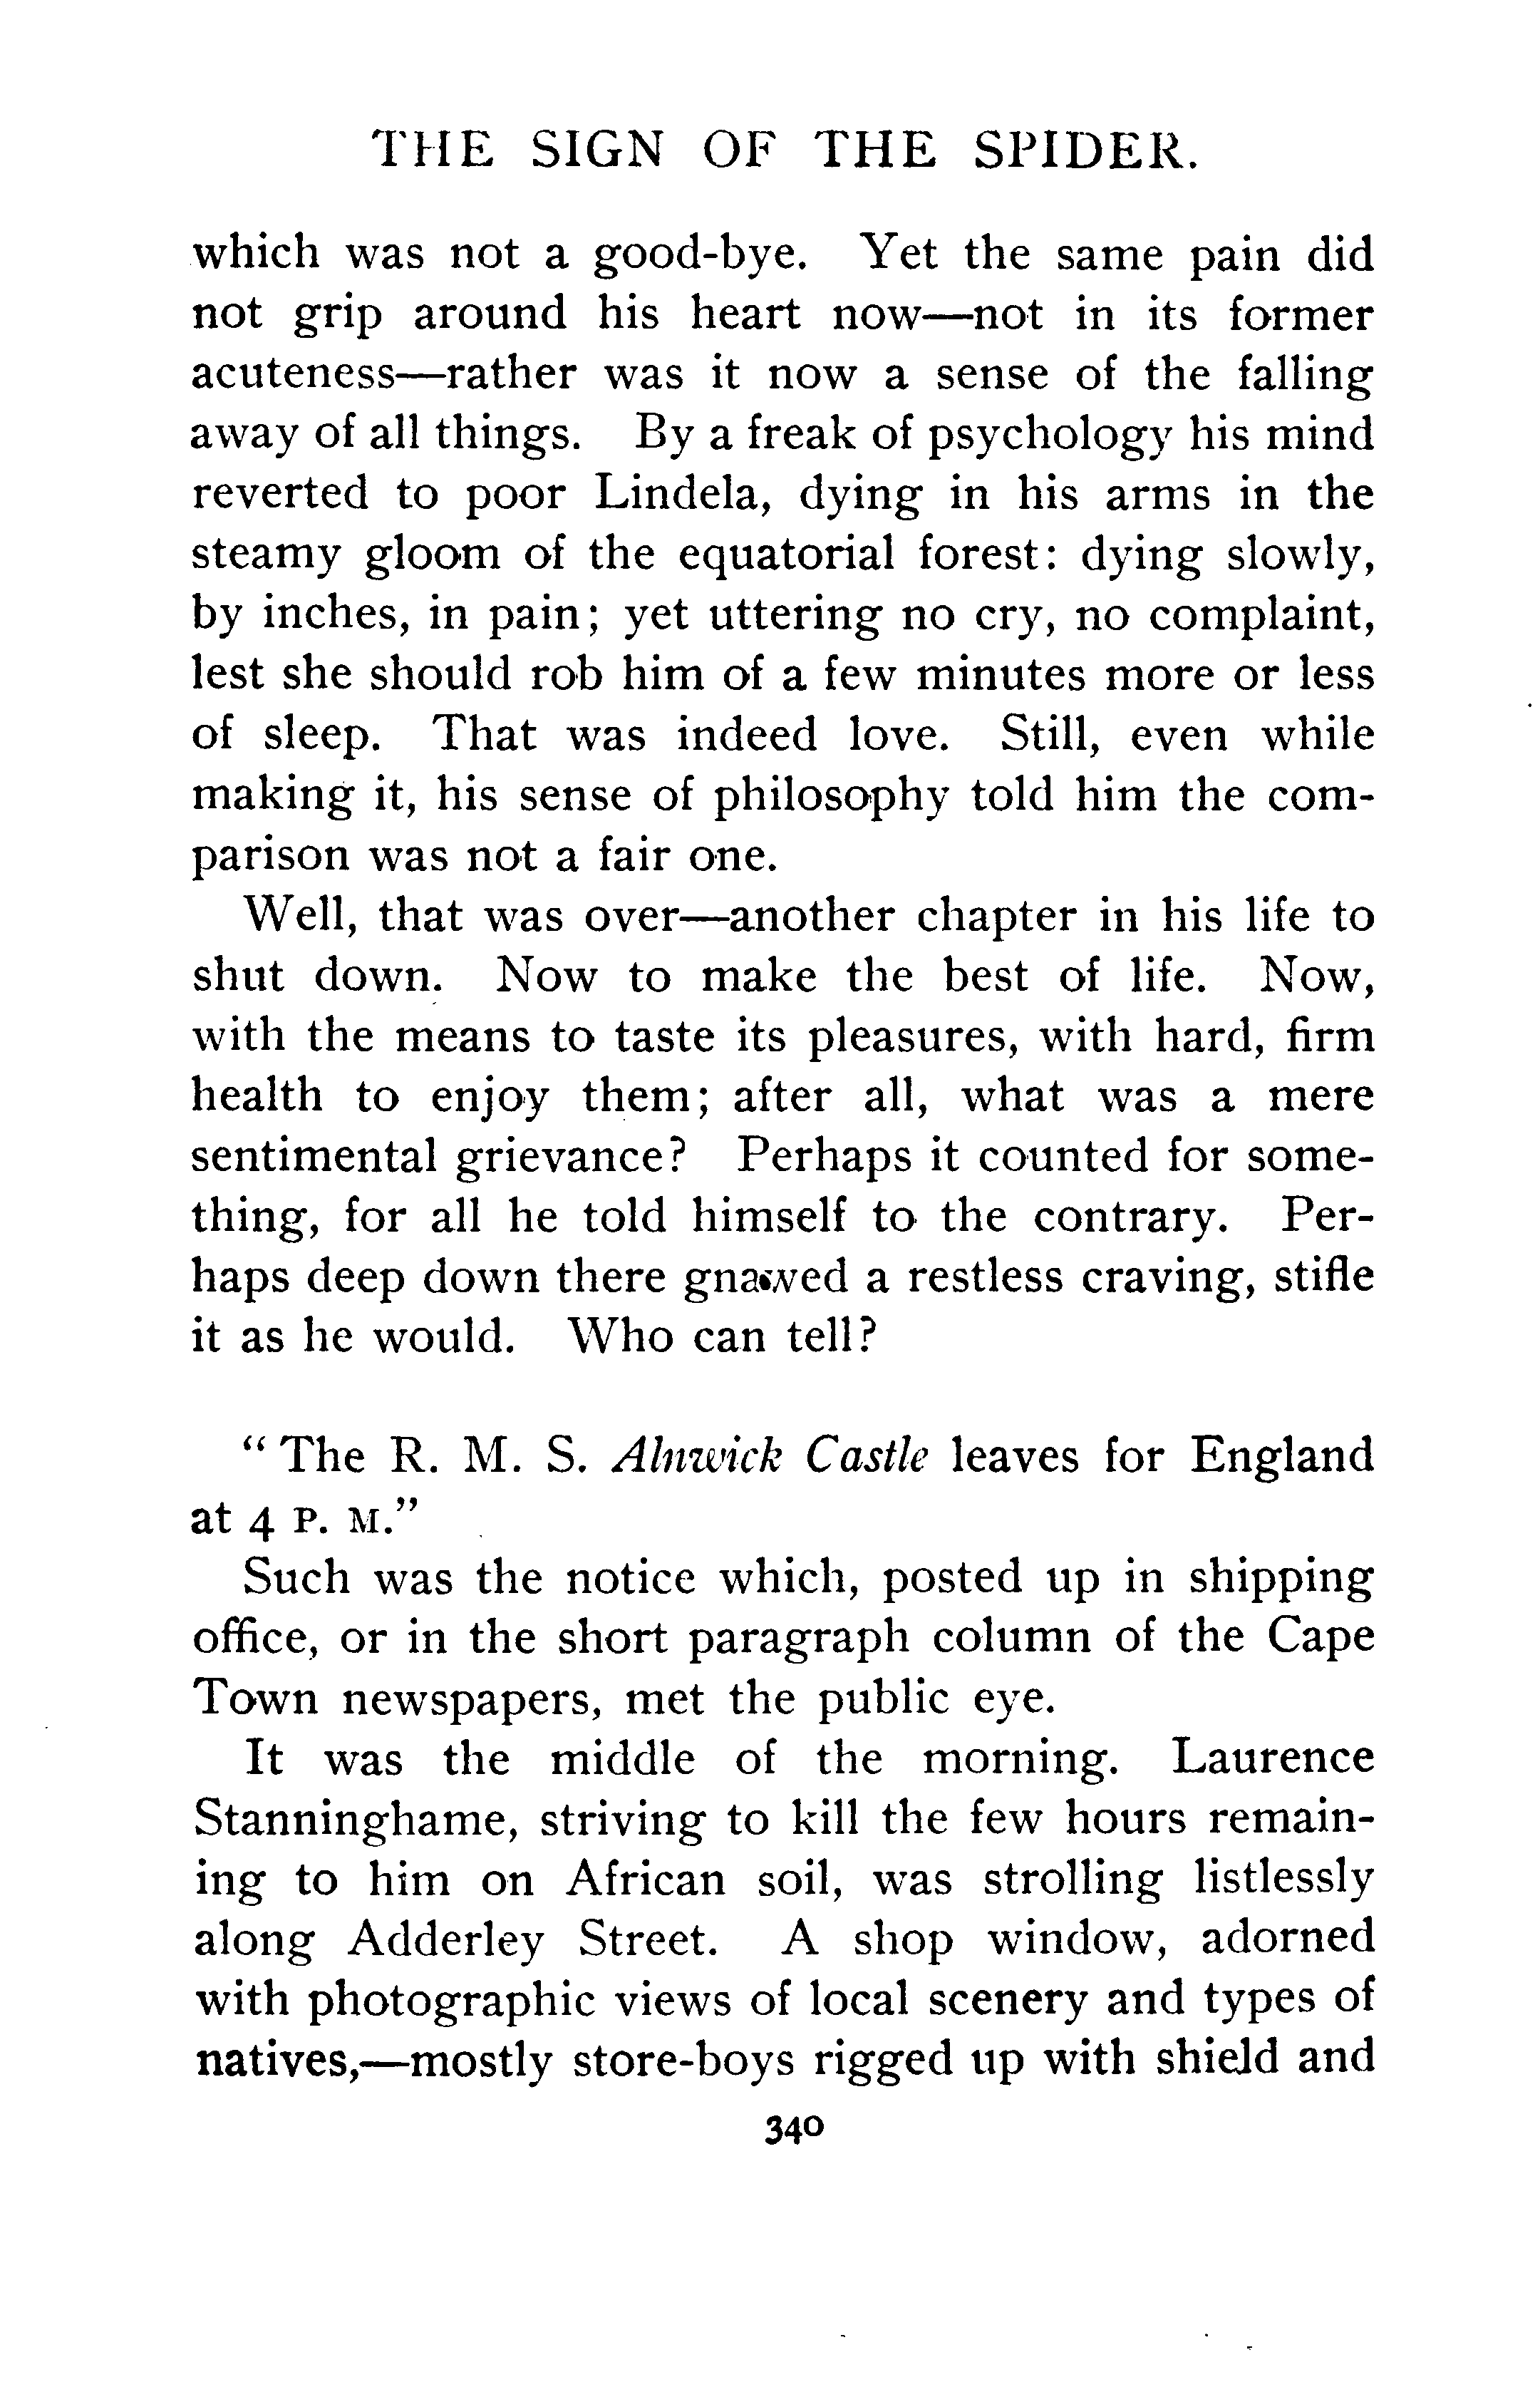 THE SIGN OF THE SPIDER.
which was not a good-bye. Yet the same pain did
not grip around his heart now—not in its former
acuteness—rather was it now a sense of the falling
away of all things. By a freak of psychology his mind
reverted to poor Lindela, dying in his arms in the
steamy gloom of the equatorial forest: dying slowly,
by inches, in pain; yet uttering no cry, no complaint,
lest she should rob him of a few minutes more or less
of sleep. That was indeed love. Still, even while
making it, his sense of philosophy told him the com-
parison was not a fair one.
Well, that was over—another chapter in his life to
shut down. Now to make the best of life. Now,
with the means to taste its pleasures, with hard, firm
health to enjoy them; after all, what was a mere
sentimental grievance? Perhaps it counted for some-
thing, for all he told himself to the contrary. Per-
haps deep down there gnawed a restless craving, stifle
it as he would. Who can tell?
"The R. M. S. Alnwick Castle leaves for England
at 4 P. M."
Such was the notice which, posted up in shipping
office, or in the short paragraph column of the Cape
Town newspapers, met the public eye.
It was the middle of the morning. Laurence
Stanninghame, striving to kill the few hours remain-
ing to him on African soil, was strolling listlessly
along Adderley Street. A shop window, adorned
with photographic views of local scenery and types of
natives,—mostly store-boys rigged up with shield and
340